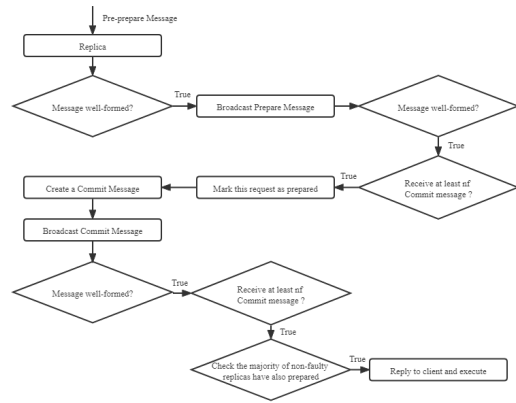 Pre-prepare Message
Replica
Message well-formed?
True
Broadcast Prepare Message
Message well-formed?
True
Receive at least nf
Commit message ?
True
Mark this request as prepared
Create a Commit Message
Broadcast Commit Message
Message well-formed?
True
Receive at least nf
Commit message ?
True
Check the majority of non-faulty
replicas have also prepared
True
Reply to client and execute